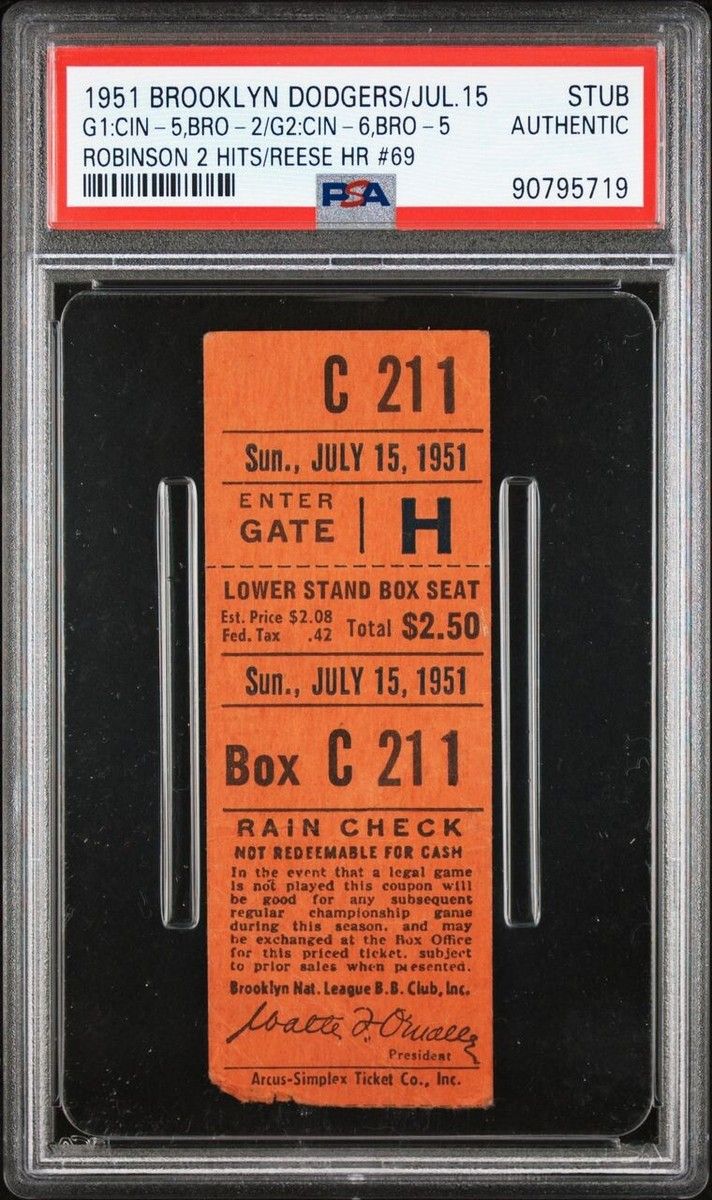 1951 BROOKLYN DODGERS/JUL.15 STUB
G1:CIN-5,BRO-2/G2:CIN-6,BRO-5 AUTHENTIC
ROBINSON 2 HITS/REESE HR #69
PSA 90795719
C 211
Sun., JULY 15, 1951
ENTER
GATE H
LOWER STAND BOX SEAT
Est. Price $2.08
Fed. Tax .42 Total $2.50
Sun., JULY 15, 1951
Box C 211
RAIN CHECK
NOT REDEEMABLE FOR CASH
In the event that a legal game
is not played this coupon will
be good for any subsequent
regular championship game
during this season. and may
be exchanged at the Box Office
for this priced ticket. subject
to prior sales when presented.
Brooklyn Nat. League B.B. Club, Inc.
Walter F. O'Malley
President
Arcus-Simplex Ticket Co., Inc.